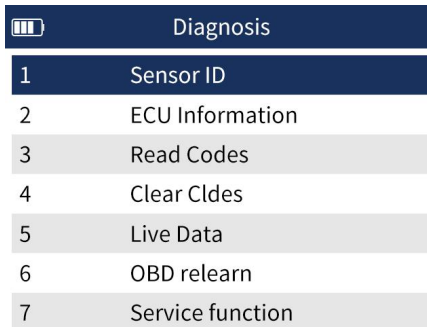 Diagnosis
1 Sensor ID
2 ECU Information
3 Read Codes
4 Clear Cldes
5 Live Data
6 OBD relearn
7 Service function